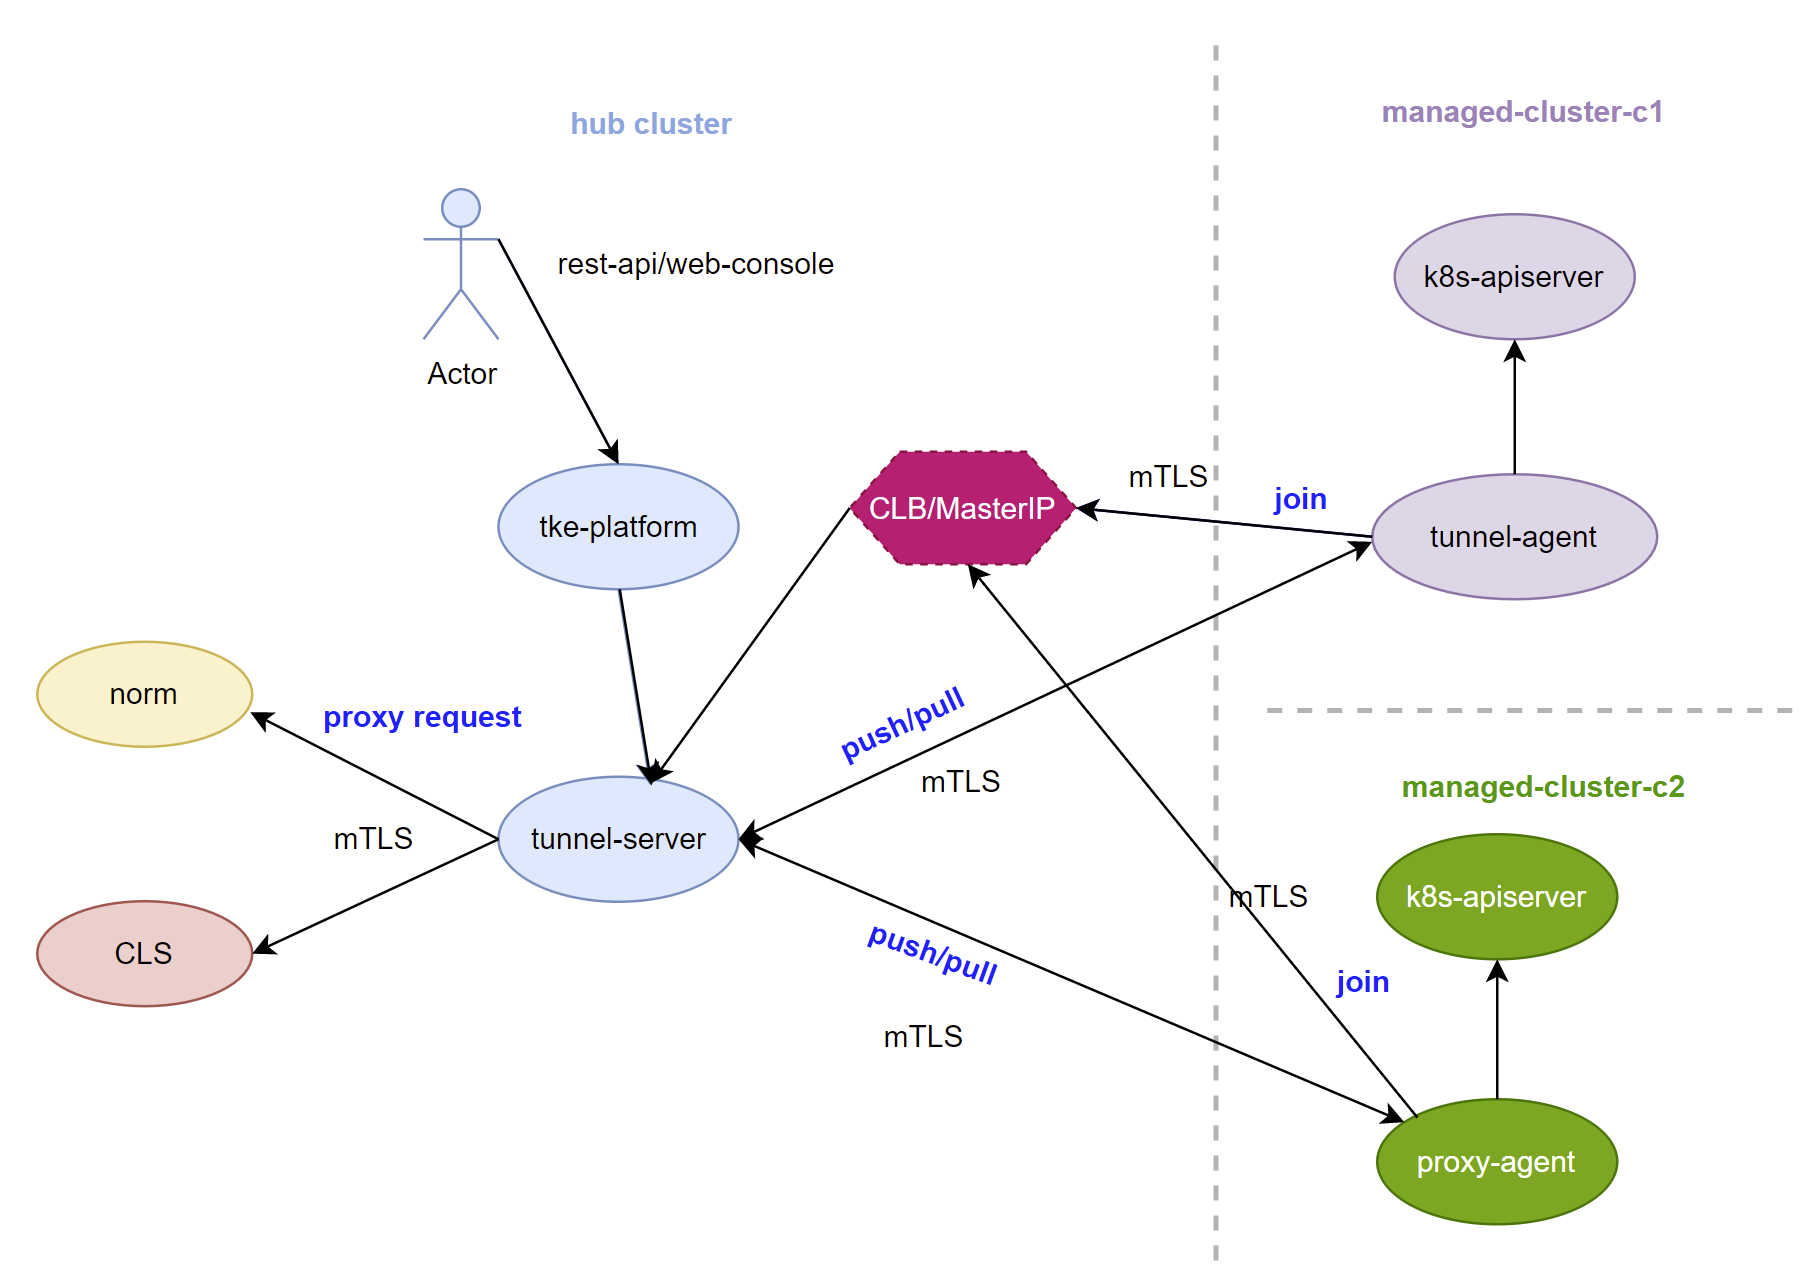 hub cluster
managed-cluster-c1
rest-api/web-console
Actor
k8s-apiserver
mTLS
join
CLB/MasterIP
tke-platform
tunnel-agent
norm
proxy request
push/pull
mTLS
managed-cluster-c2
mTLS
tunnel-server
mTLS
k8s-apiserver
CLS
push/pull
join
mTLS
proxy-agent